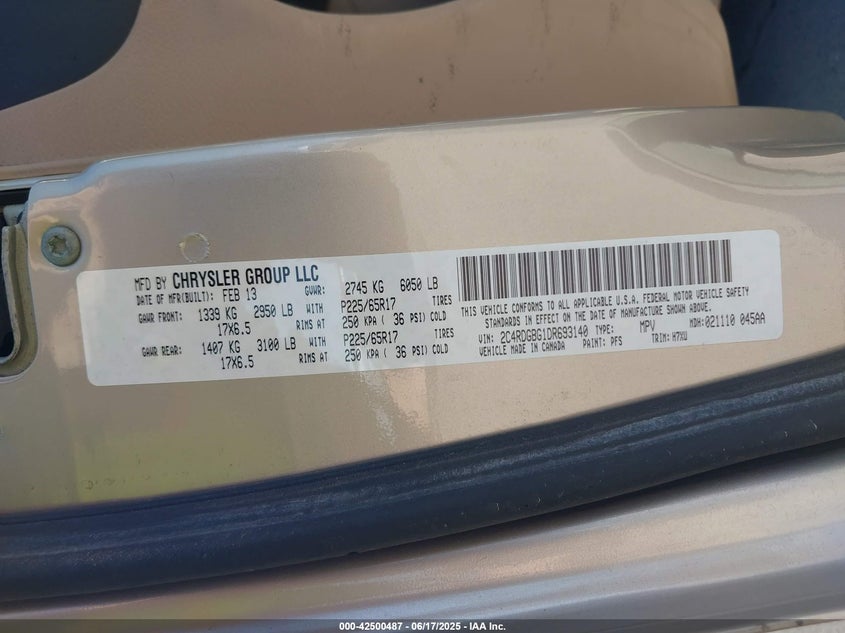 MFD BY CHRYSLER GROUP LLC
DATE OF MFR(BUILT): FEB 13 GVWR: 2745 KG 6050 LB
GAWR FRONT: 1339 KG 2950 LB WITH P225/65R17 TIRES
17X6.5 RIMS AT 250 KPA ( 36 PSI) COLD
GAWR REAR: 1407 KG 3100 LB WITH P225/65R17 TIRES
17X6.5 RIMS AT 250 KPA ( 36 PSI) COLD
THIS VEHICLE CONFORMS TO ALL APPLICABLE U.S.A. FEDERAL MOTOR VEHICLE SAFETY
STANDARDS IN EFFECT ON THE DATE OF MANUFACTURE SHOWN ABOVE.
VIN: 2C4RDGBG1DR693140 TYPE: MPV MDH: 021110 045AA
VEHICLE MADE IN CANADA PAINT: PFS TRIM: H7XU
000-42500487 - 06/17/2025 - IAA Inc.